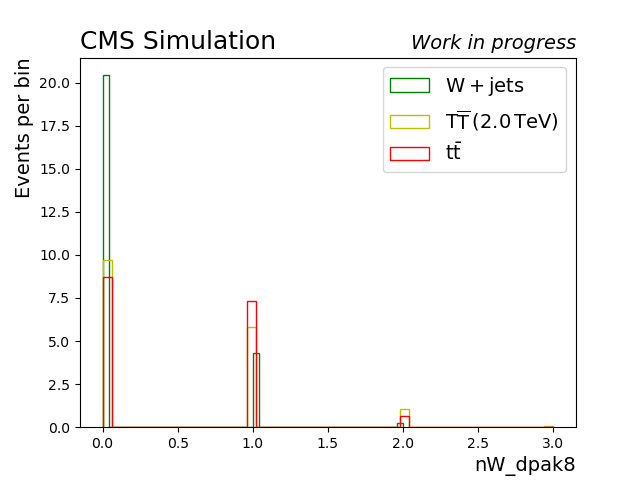 CMS Simulation Work in progress
Events per bin
20.0
17.5
15.0
12.5
10.0
7.5
5.0
2.5
0.0
W + jets
TT̅ (2.0 TeV)
tt̄
0.0 0.5 1.0 1.5 2.0 2.5 3.0
nW_dpak8